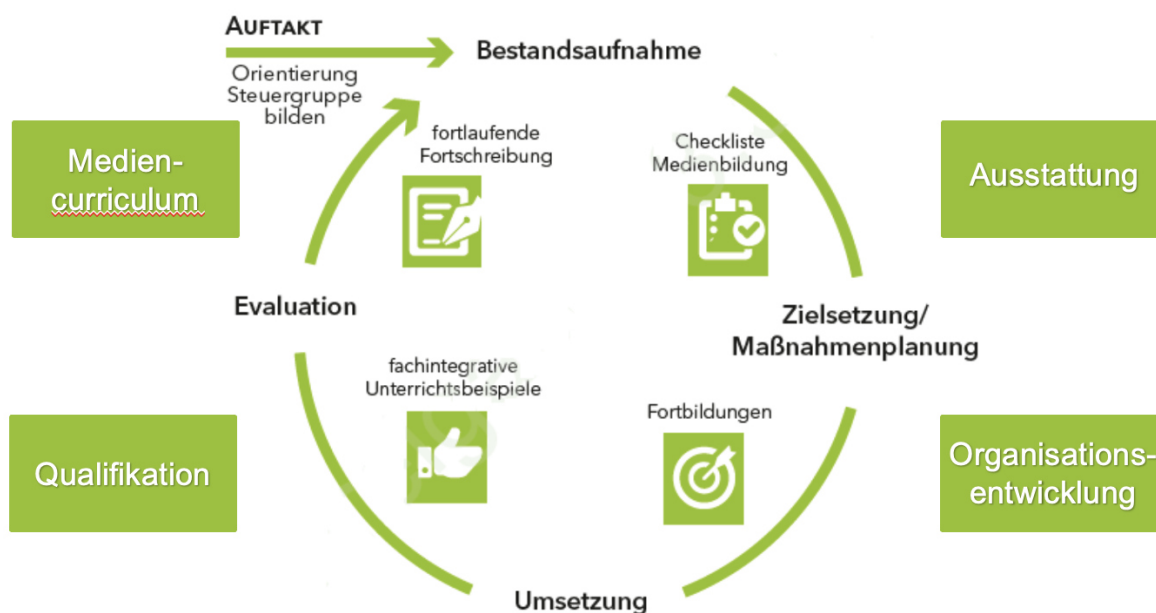 AUFTAKT
Bestandsaufnahme
Orientierung
Steuergruppe
bilden
fortlaufende
Fortschreibung
Checkliste
Medienbildung
Medien-
curriculum
Ausstattung
Evaluation
Zielsetzung/
Maßnahmenplanung
fachintegrative
Unterrichtsbeispiele
Fortbildungen
Qualifikation
Organisations-
entwicklung
Umsetzung